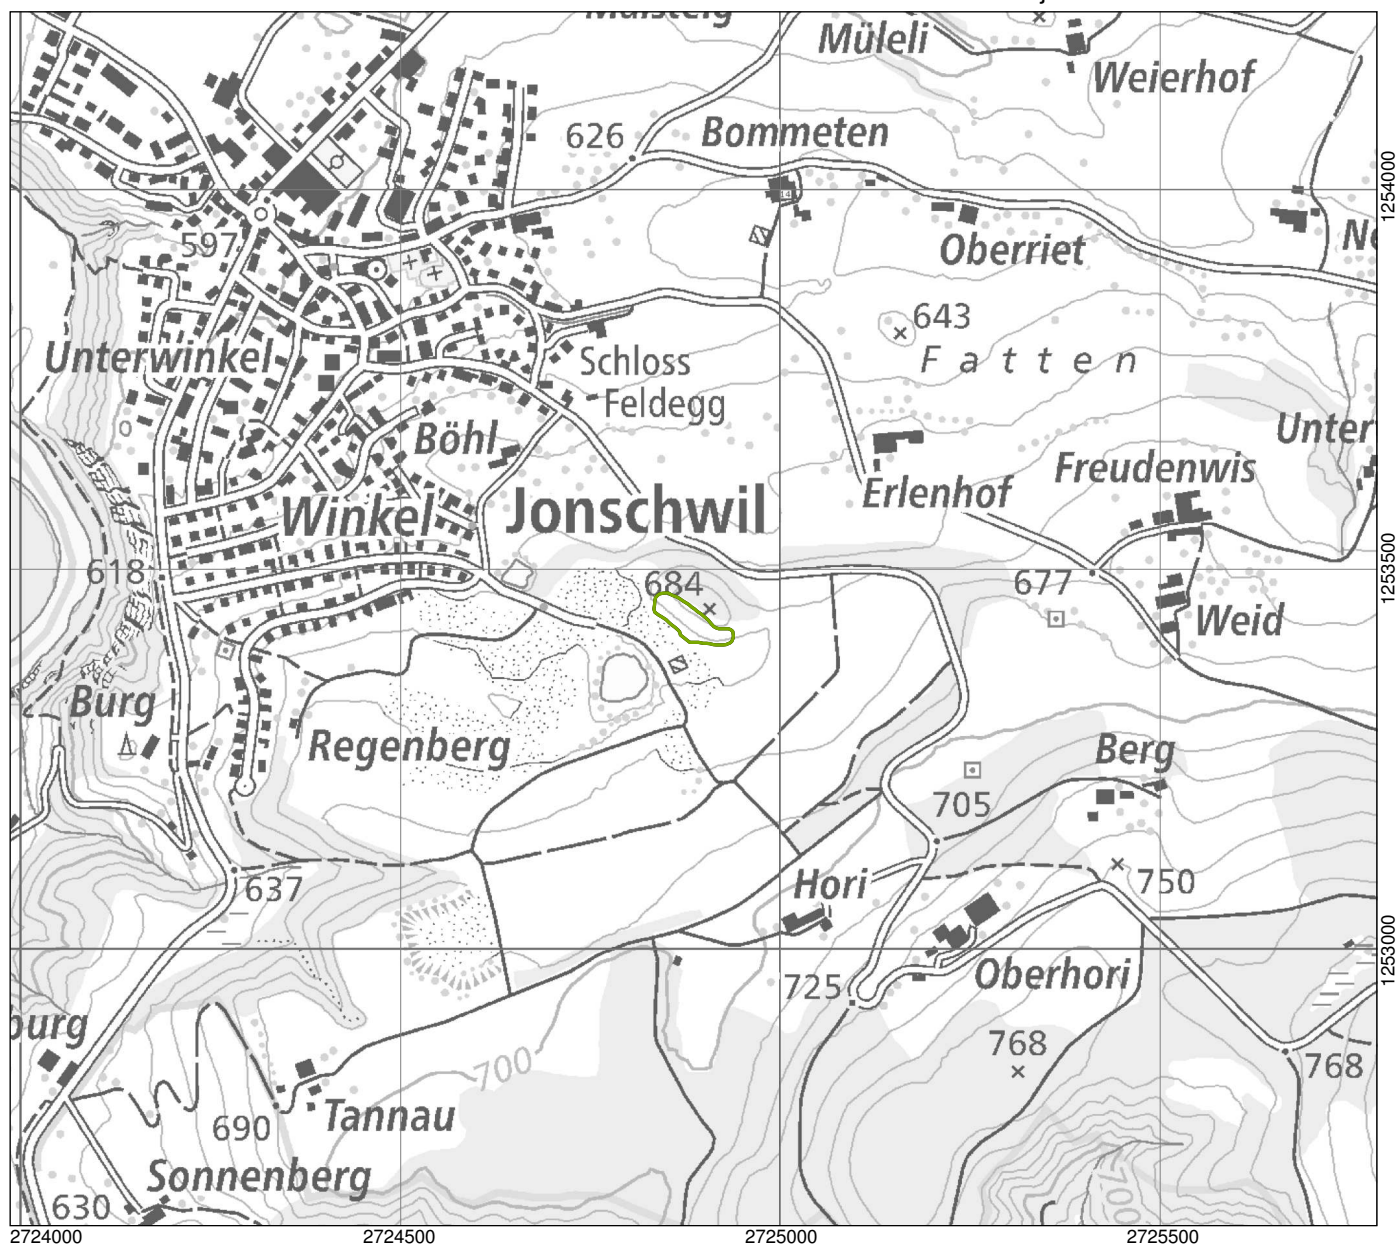 Müleli
Weierhof
626
Bommeten
1254000
597
Oberriet
643
Fatten
Unterwinkel
Schloss
Feldegg
Böhl
Unter
Freudenwis
Erlenhof
Winkel
Jonschwil
1253500
618
684
677
Weid
Burg
Regenberg
Berg
705
637
Hori
750
1253000
725
Oberhori
burg
768
768
700
690
Tannau
Sonnenberg
700
630
2724000
2724500
2725000
2725500